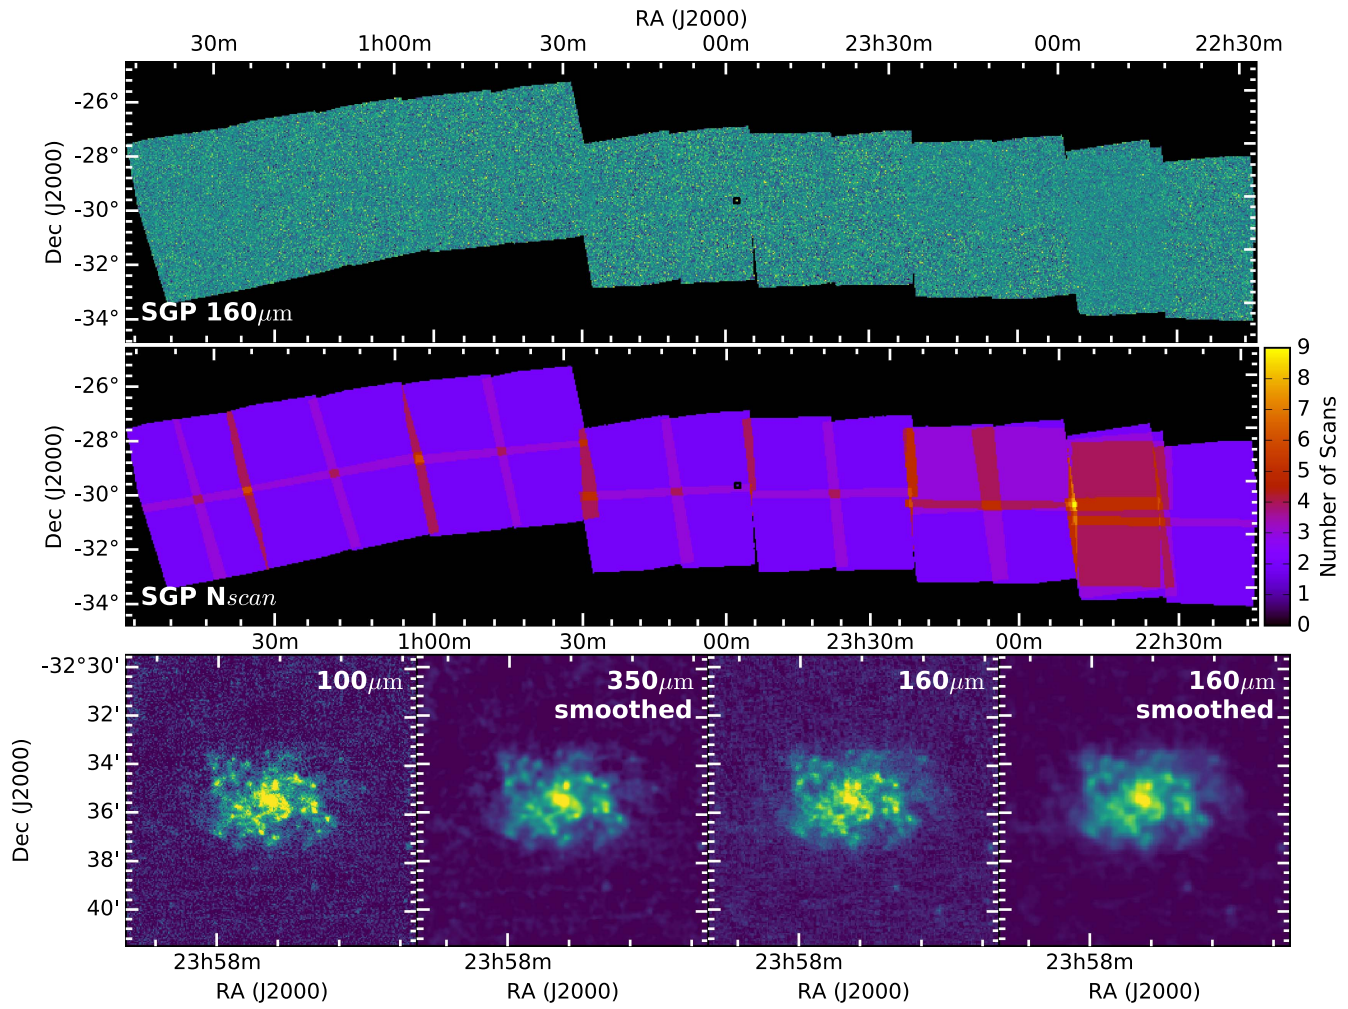 RA (J2000)
30m 1h00m 30m 00m 23h30m 00m 22h30m
-26°
-28°
-30°
-32°
-34°
Dec (J2000)
SGP 160μm
-26°
-28°
-30°
-32°
-34°
Dec (J2000)
SGP Nscan
9
8
7
6
5
4
3
2
1
0
Number of Scans
30m 1h00m 30m 00m 23h30m 00m 22h30m
-32°30'
32'
34'
36'
38'
40'
Dec (J2000)
100μm
350μm
smoothed
160μm
160μm
smoothed
23h58m 23h58m 23h58m 23h58m
RA (J2000) RA (J2000) RA (J2000) RA (J2000)